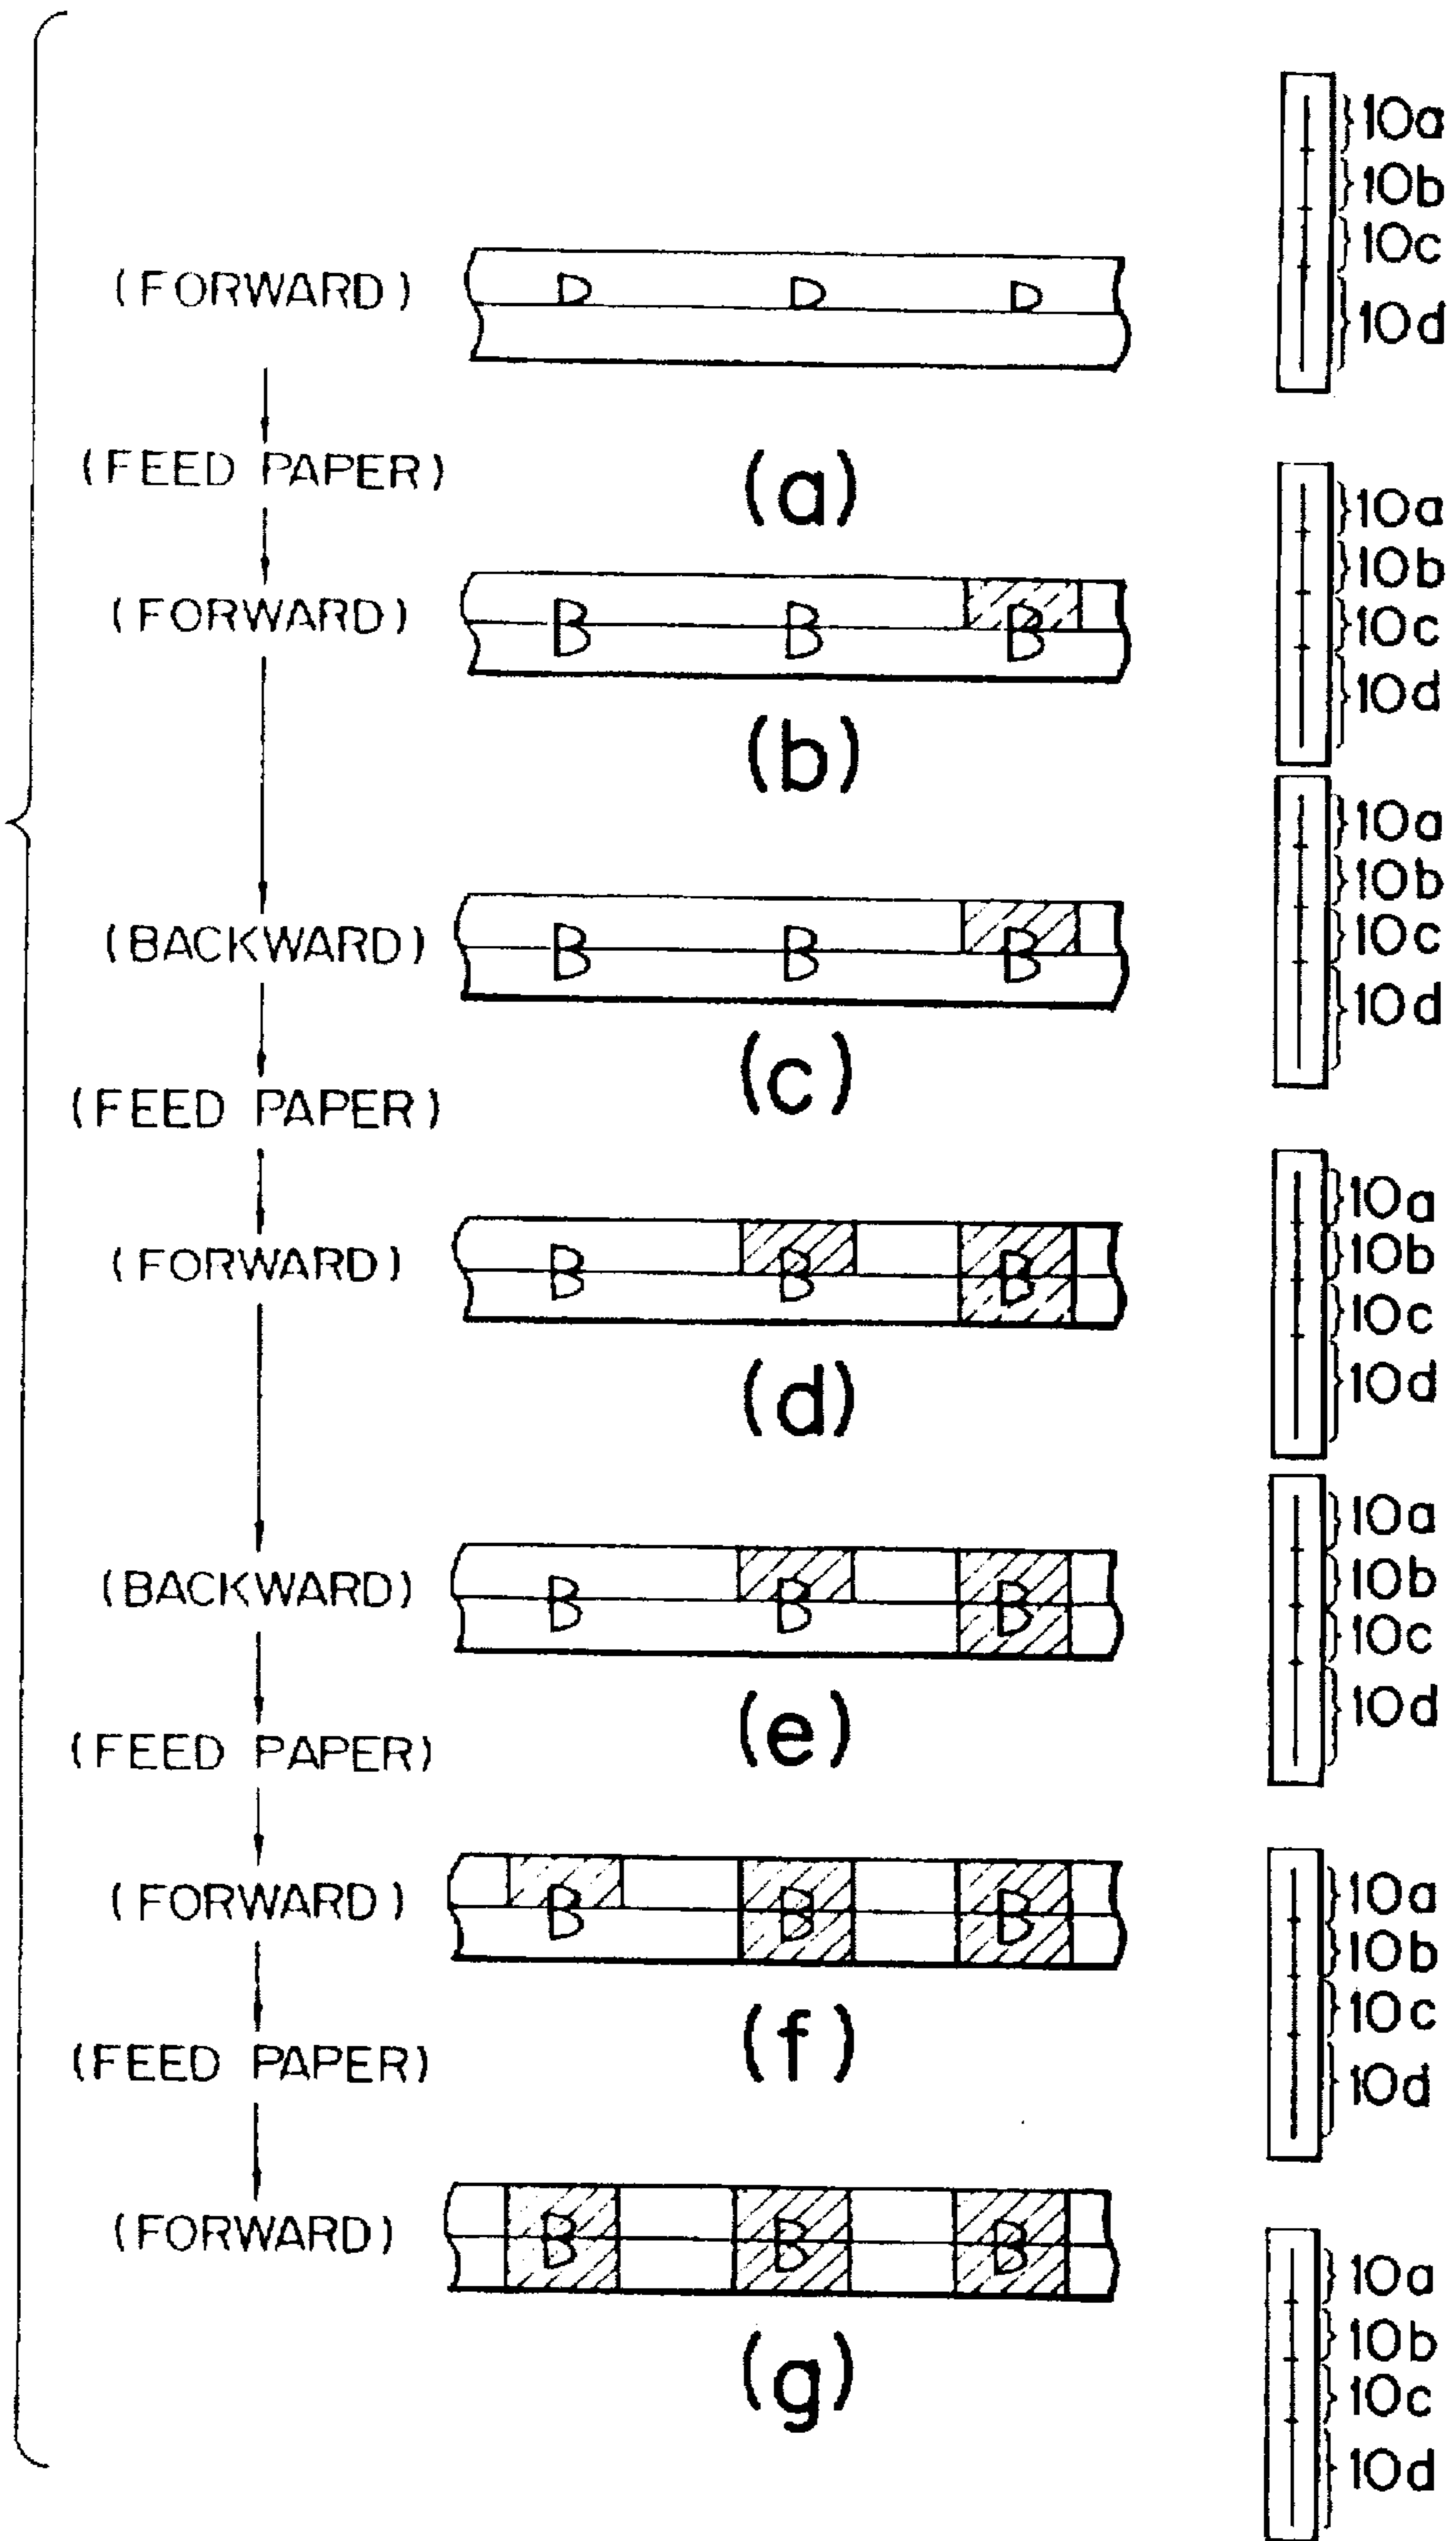 10a
10b
(FORWARD) D D D 10c
10d
(FEED PAPER) (a) 10a
10b
(FORWARD) B B B 10c
10d
(b)
10a
10b
(BACKWARD) B B B 10c
10d
(c)
(FEED PAPER)
10a
(FORWARD) B B B 10b
10c
(d) 10d
10a
(BACKWARD) B B B 10b
10c
(e) 10d
(FEED PAPER)
(FORWARD) B B B 10a
10b
(f) 10c
(FEED PAPER) 10d
(FORWARD) B B B
10a
10b
(g) 10c
10d